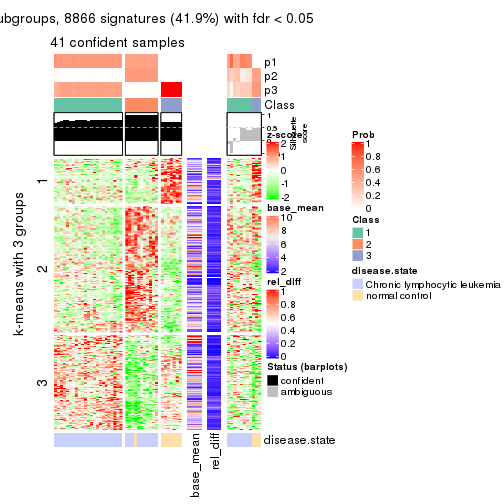 ubgroups, 8866 signatures (41.9%) with fdr < 0.05
41 confident samples
p1
p2
p3
Class
1
0.5
0
Silhouette
score
k-means with 3 groups
1
2
3
z-score
2
1
0
-1
-2
base_mean
10
8
6
4
2
rel_diff
1
0.8
0.6
0.4
0.2
0
Status (barplots)
confident
ambiguous
Prob
1
0.8
0.6
0.4
0.2
0
Class
1
2
3
disease.state
Chronic lymphocytic leukemia
normal control
disease.state
base_mean
rel_diff